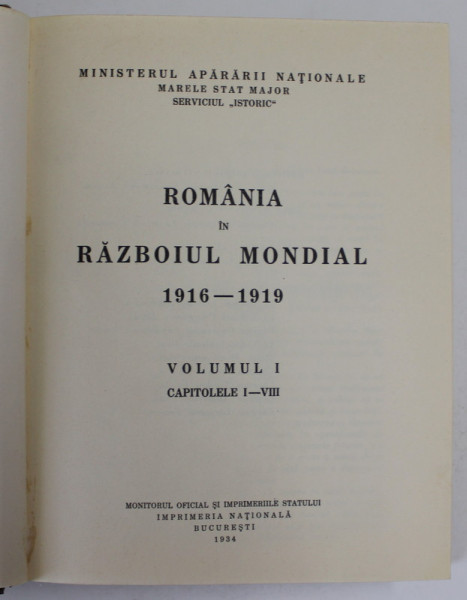 MINISTERUL APĂRĂRII NAŢIONALE
MARELE STAT MAJOR
SERVICIUL „ISTORIC“
ROMÂNIA
ÎN
RĂZBOIUL MONDIAL
1916—1919
VOLUMUL I
CAPITOLELE I—VIII
MONITORUL OFICIAL ŞI IMPRIMERIILE STATULUI
IMPRIMERIA NAŢIONALĂ
BUCUREŞTI
1934